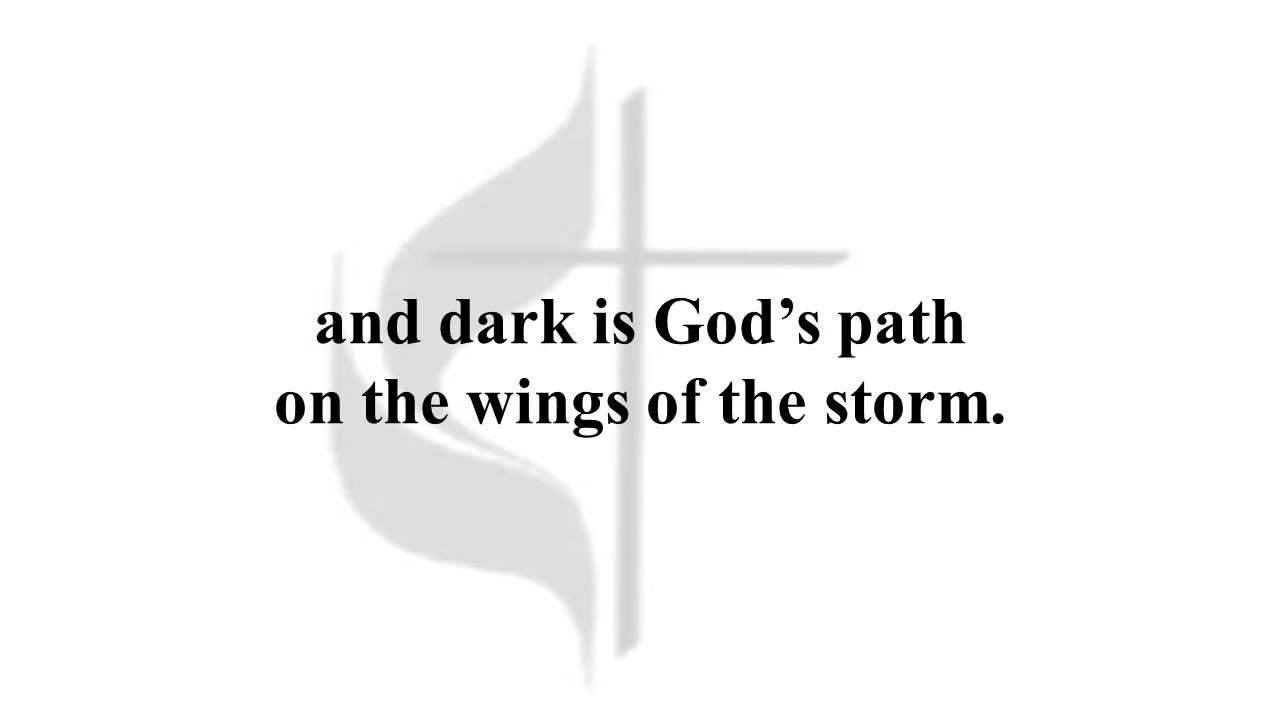 and dark is God’s path
on the wings of the storm.